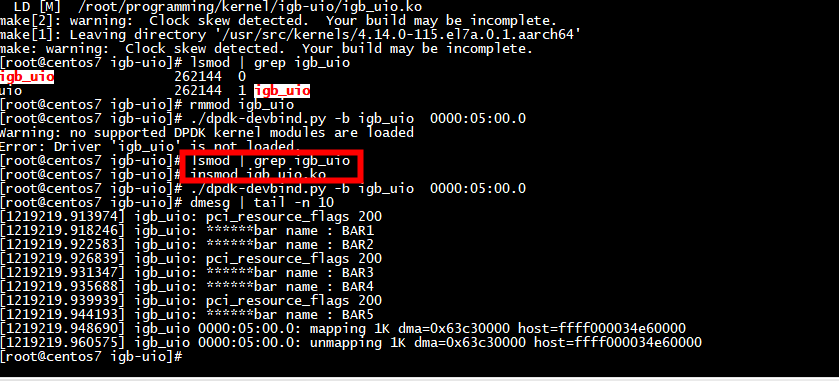 LD [M]  /root/programming/kernel/igb-uio/igb_uio.ko
make[2]: warning:  Clock skew detected.  Your build may be incomplete.
make[1]: Leaving directory '/usr/src/kernels/4.14.0-115.el7a.0.1.aarch64'
make: warning:  Clock skew detected.  Your build may be incomplete.
[root@centos7 igb-uio]# lsmod | grep igb_uio
igb_uio               262144  0
uio                   262144  1 igb_uio
[root@centos7 igb-uio]# rmmod igb_uio
[root@centos7 igb-uio]# ./dpdk-devbind.py -b igb_uio  0000:05:00.0
Warning: no supported DPDK kernel modules are loaded
Error: Driver 'igb_uio' is not loaded.
[root@centos7 igb-uio]# lsmod | grep igb_uio
[root@centos7 igb-uio]# insmod igb_uio.ko
[root@centos7 igb-uio]# ./dpdk-devbind.py -b igb_uio  0000:05:00.0
[root@centos7 igb-uio]# dmesg | tail -n 10
[1219219.913974] igb_uio: pci_resource_flags 200
[1219219.918246] igb_uio: ******bar name : BAR1
[1219219.922583] igb_uio: ******bar name : BAR2
[1219219.926839] igb_uio: pci_resource_flags 200
[1219219.931347] igb_uio: ******bar name : BAR3
[1219219.935688] igb_uio: ******bar name : BAR4
[1219219.939939] igb_uio: pci_resource_flags 200
[1219219.944193] igb_uio: ******bar name : BAR5
[1219219.948690] igb_uio 0000:05:00.0: mapping 1K dma=0x63c30000 host=ffff000034e60000
[1219219.960575] igb_uio 0000:05:00.0: unmapping 1K dma=0x63c30000 host=ffff000034e60000
[root@centos7 igb-uio]#